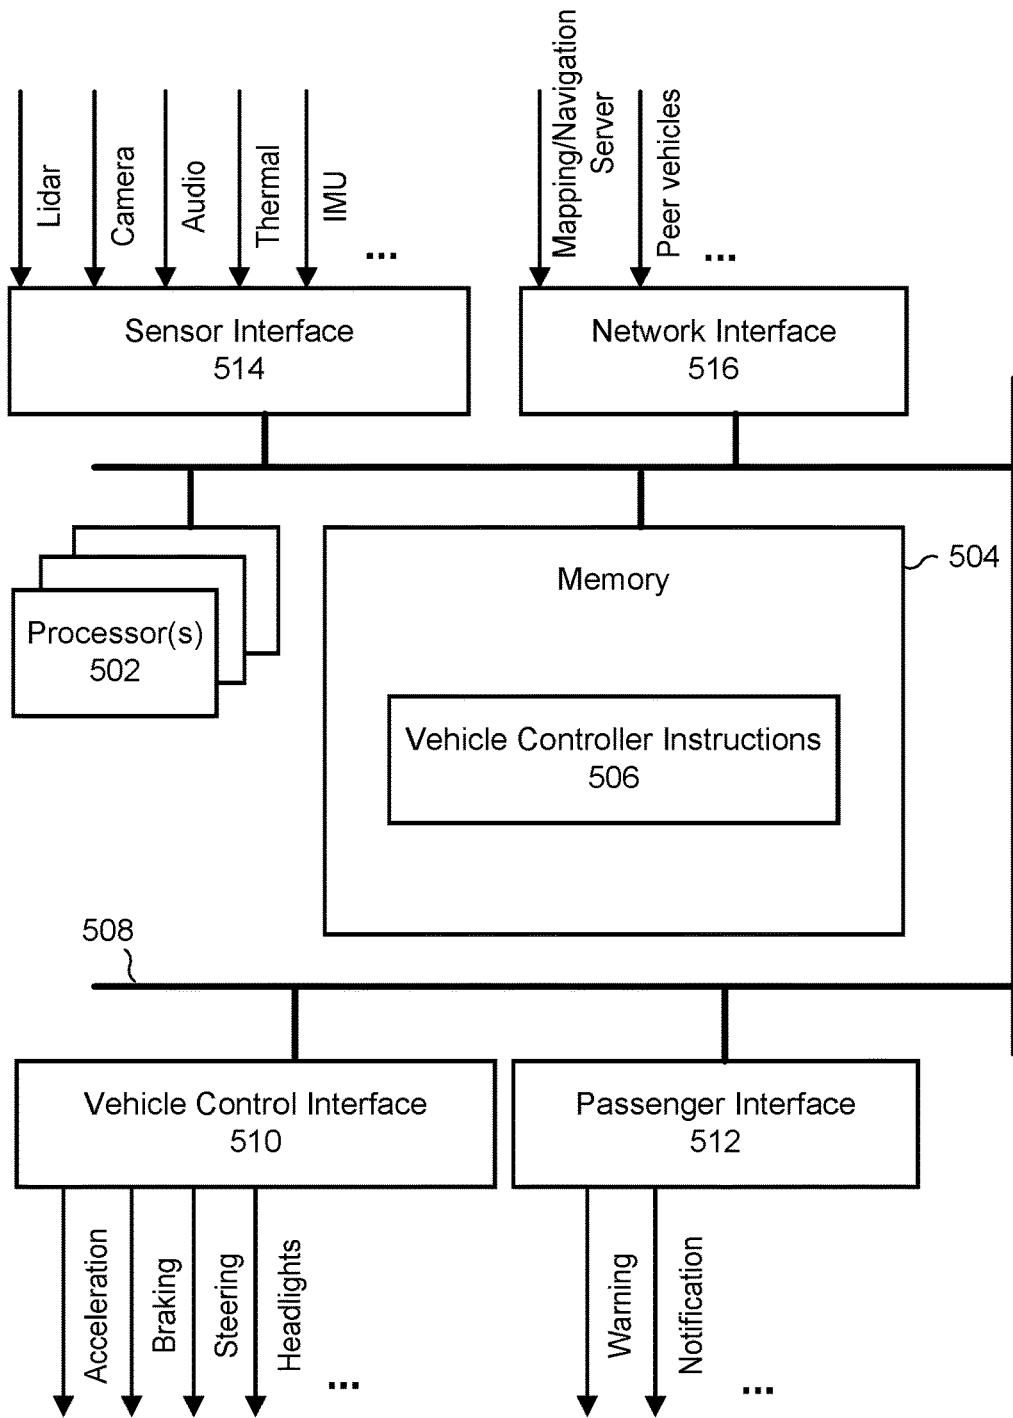 Lidar
Camera
Audio
Thermal
IMU
...
Mapping/Navigation
Server
Peer vehicles
...
Sensor Interface
514
Network Interface
516
Processor(s)
502
Memory
504
Vehicle Controller Instructions
506
508
Vehicle Control Interface
510
Passenger Interface
512
Acceleration
Braking
Steering
Headlights
...
Warning
Notification
...